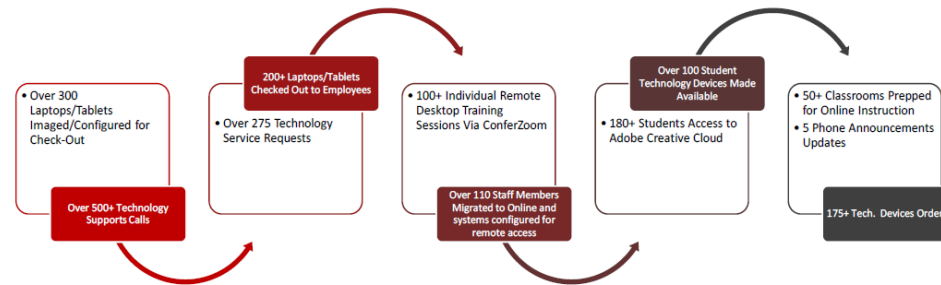 • Over 300
Laptops/Tablets
Imaged/Configured for
Check-Out
Over 500+ Technology
Supports Calls
200+ Laptops/Tablets
Checked Out to Employees
• Over 275 Technology
Service Requests
• 100+ Individual Remote
Desktop Training
Sessions Via ConferZoom
Over 110 Staff Members
Migrated to Online and
systems configured for
remote access
Over 100 Student
Technology Devices Made
Available
• 180+ Students Access to
Adobe Creative Cloud
• 50+ Classrooms Prepped
for Online Instruction
• 5 Phone Announcements
Updates
175+ Tech. Devices Order